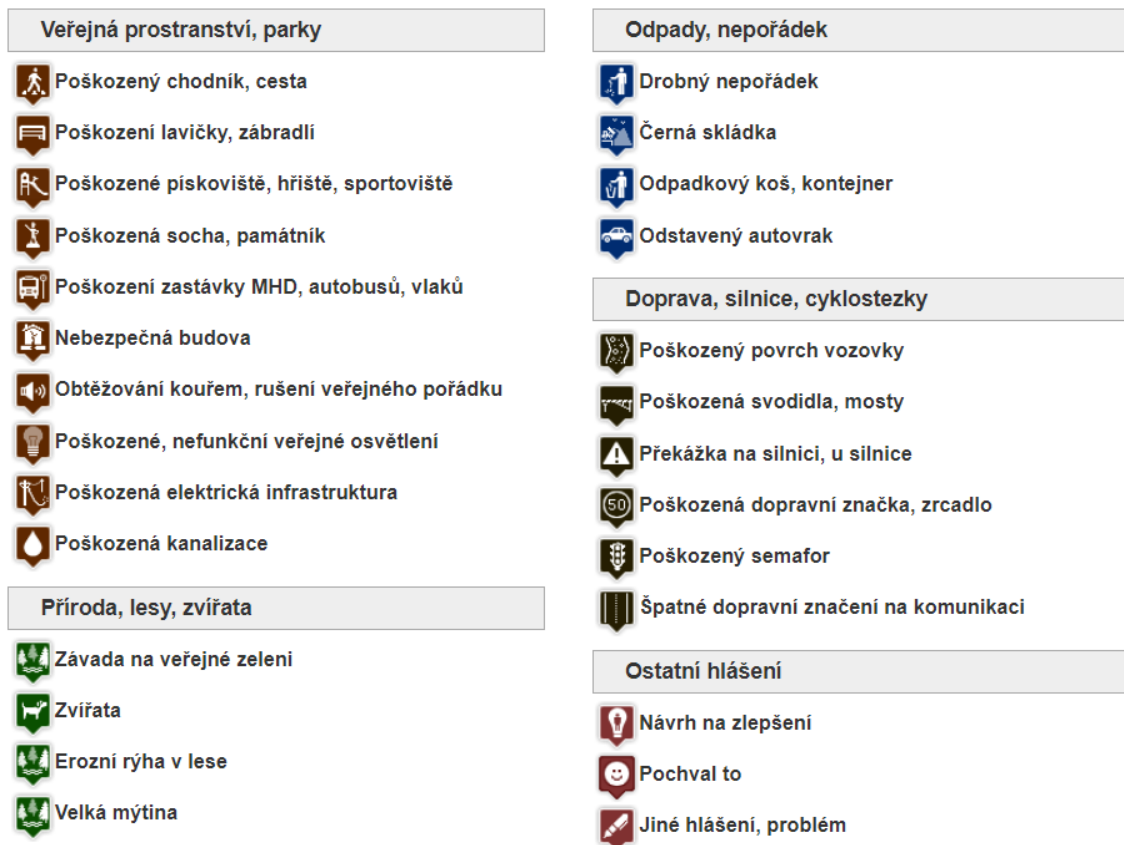 Veřejná prostranství, parky
Poškozený chodník, cesta
Poškození lavičky, zábradlí
Poškozené pískoviště, hřiště, sportoviště
Poškozená socha, památník
Poškození zastávky MHD, autobusů, vlaků
Nebezpečná budova
Obtěžování kouřem, rušení veřejného pořádku
Poškozené, nefunkční veřejné osvětlení
Poškozená elektrická infrastruktura
Poškozená kanalizace
Příroda, lesy, zvířata
Závada na veřejné zeleni
Zvířata
Erozní rýha v lese
Velká mýtina
Odpady, nepořádek
Drobný nepořádek
Černá skládka
Odpadkový koš, kontejner
Odstavený autovrak
Doprava, silnice, cyklostezky
Poškozený povrch vozovky
Poškozená svodidla, mosty
Překážka na silnici, u silnice
50
Poškozená dopravní značka, zrcadlo
Poškozený semafor
Špatné dopravní značení na komunikaci
Ostatní hlášení
Návrh na zlepšení
Pochval to
Jiné hlášení, problém